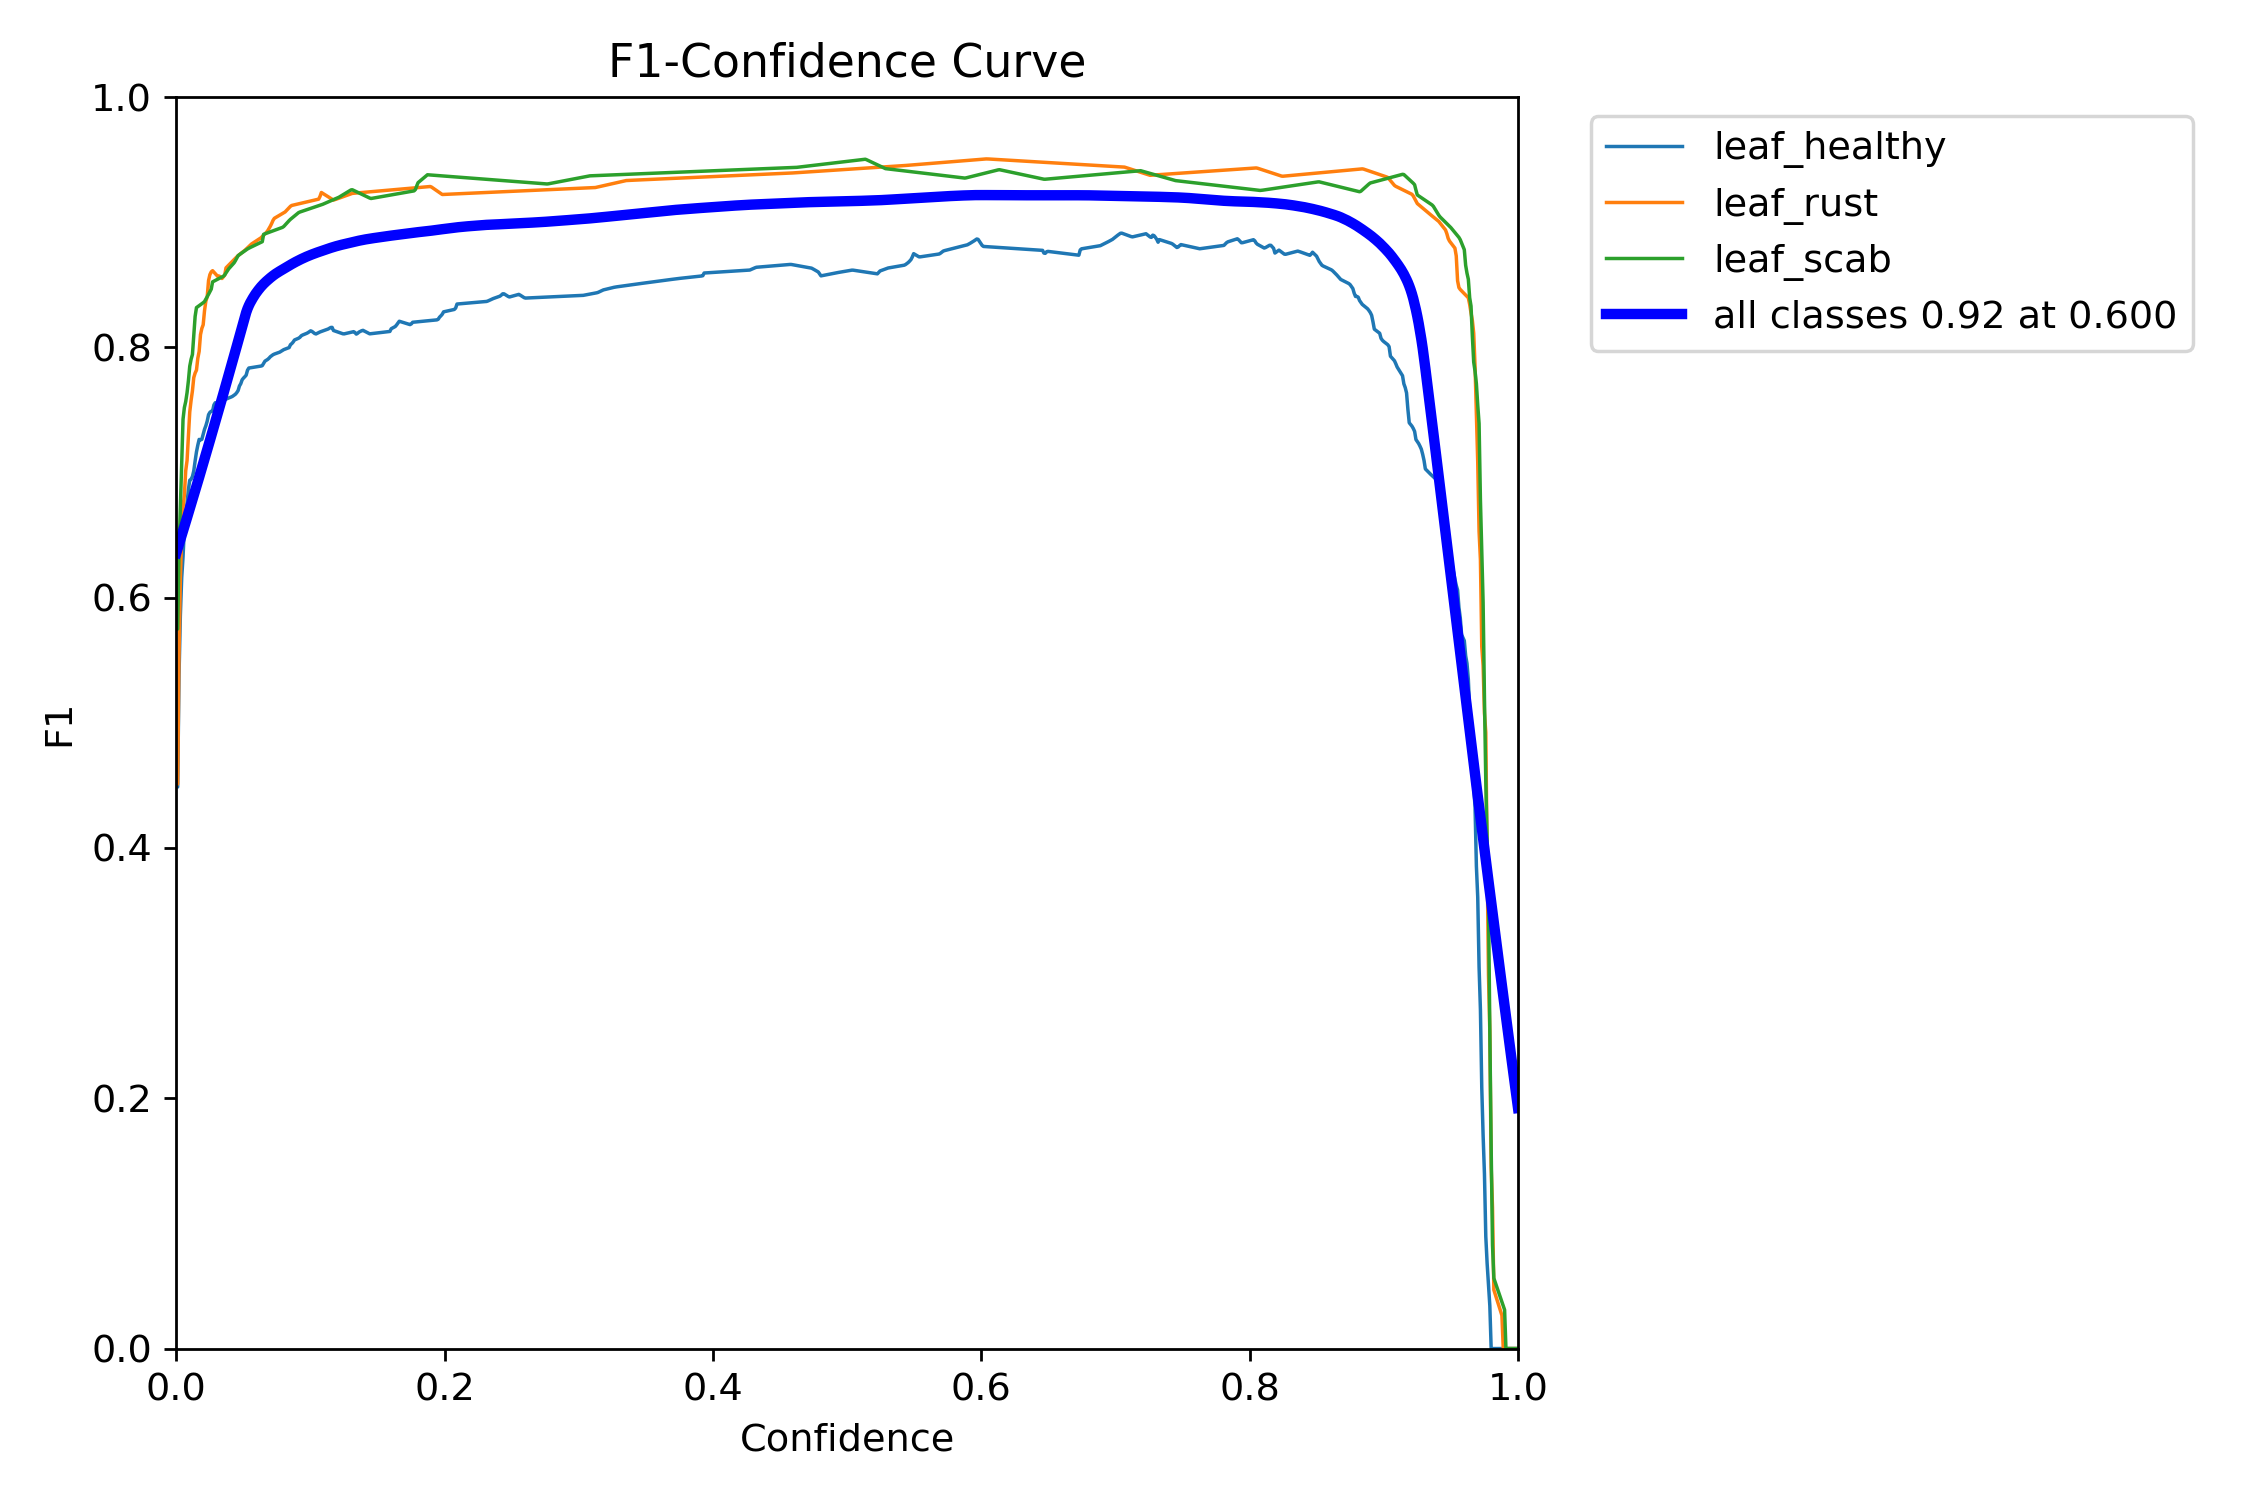 F1-Confidence Curve
1.0
0.8
0.6
0.4
0.2
0.0
F1
0.0 0.2 0.4 0.6 0.8 1.0
Confidence
leaf_healthy
leaf_rust
leaf_scab
all classes 0.92 at 0.600